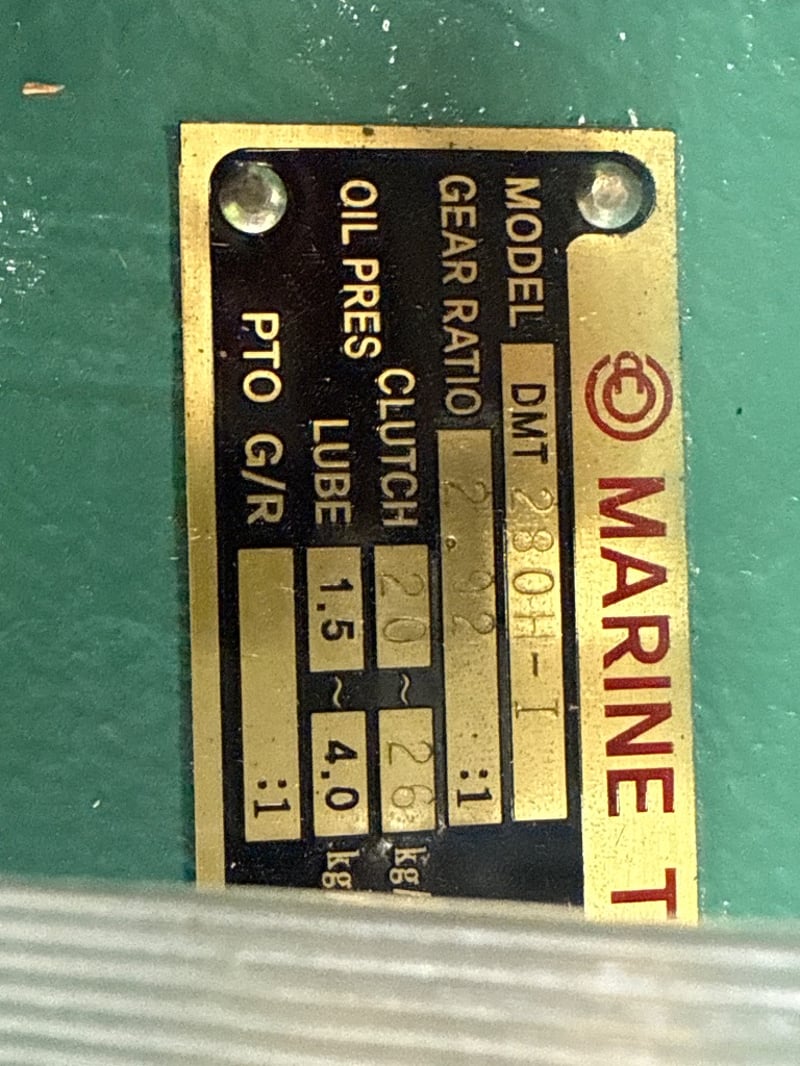 MARINE T
MODEL DMT 280H-I
GEAR RATIO 2.92 :1
OIL PRES CLUTCH 20 ~ 26 kg/
LUBE 1.5 ~ 4.0 kg
PTO G/R :1